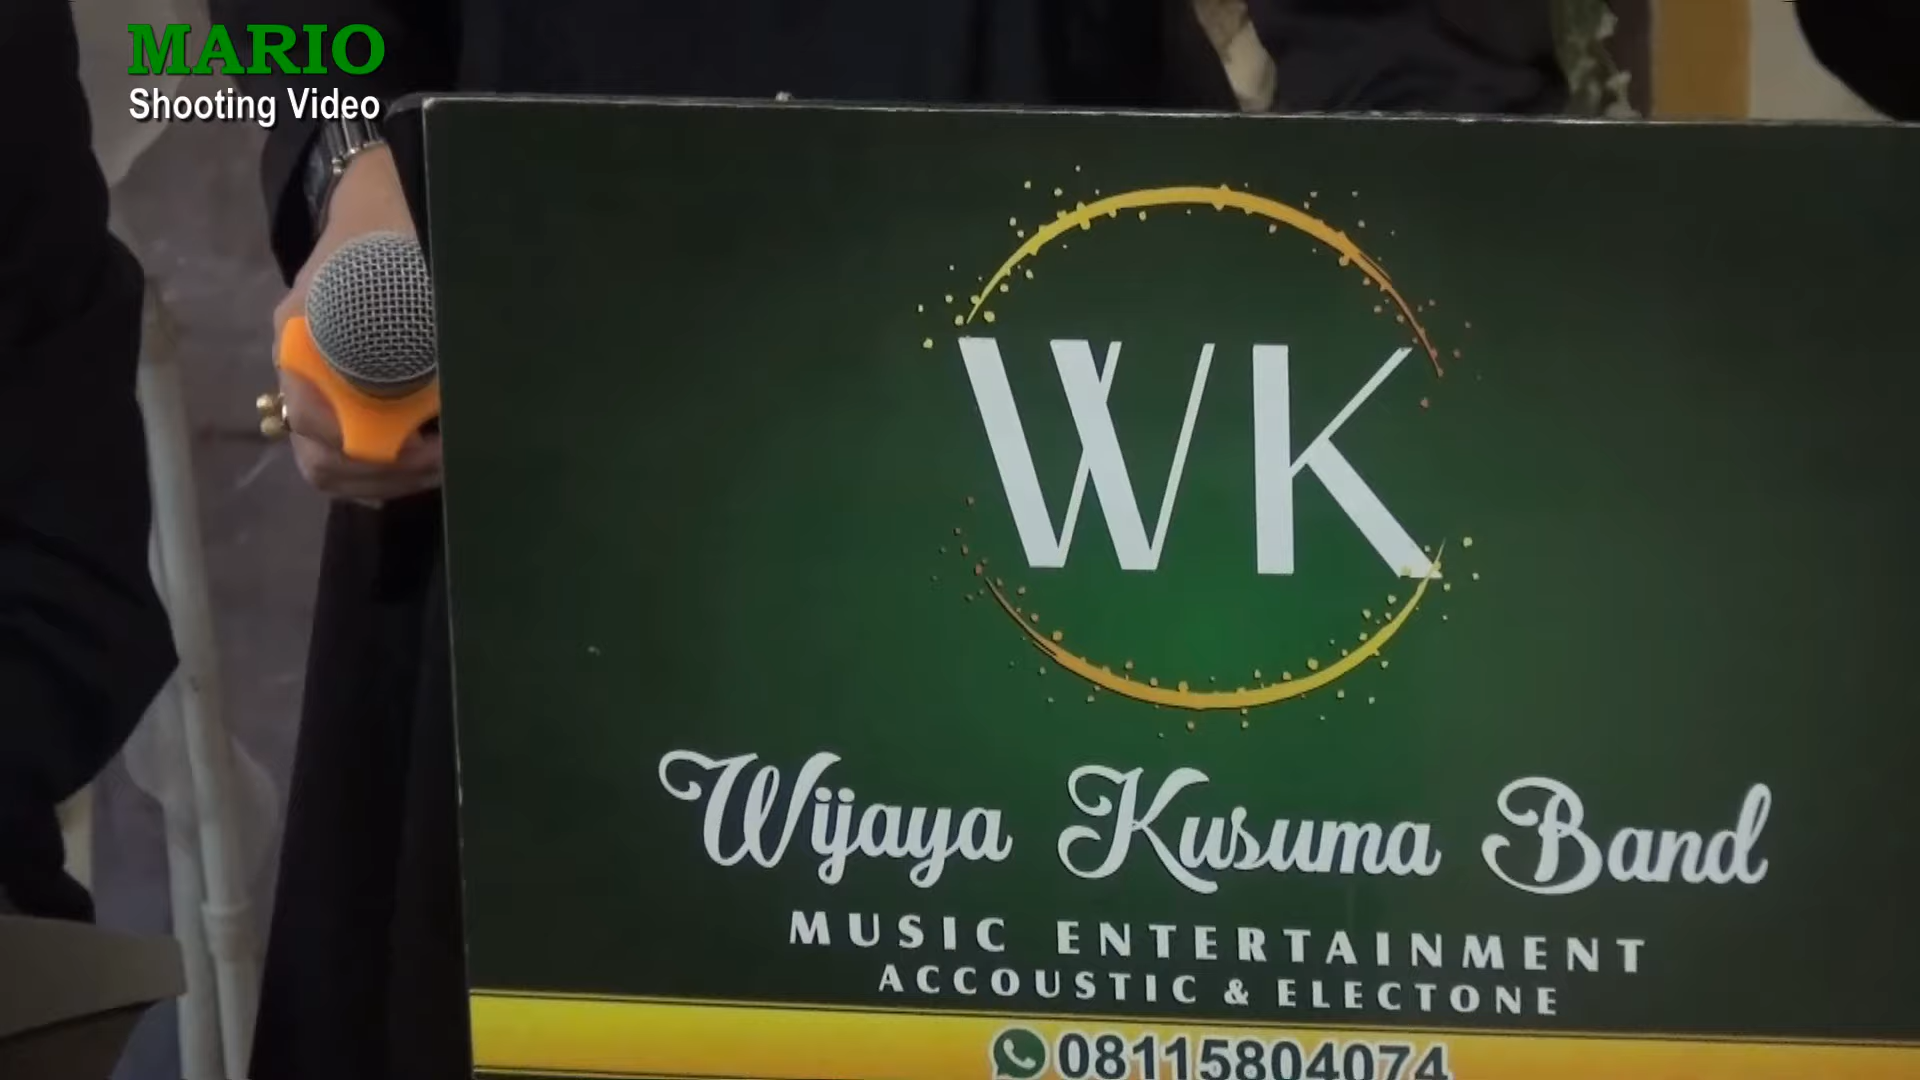 MARIO
Shooting Video
WK
Wijaya Kusuma Band
MUSIC ENTERTAINMENT
ACCOUSTIC & ELECTONE
08115804074